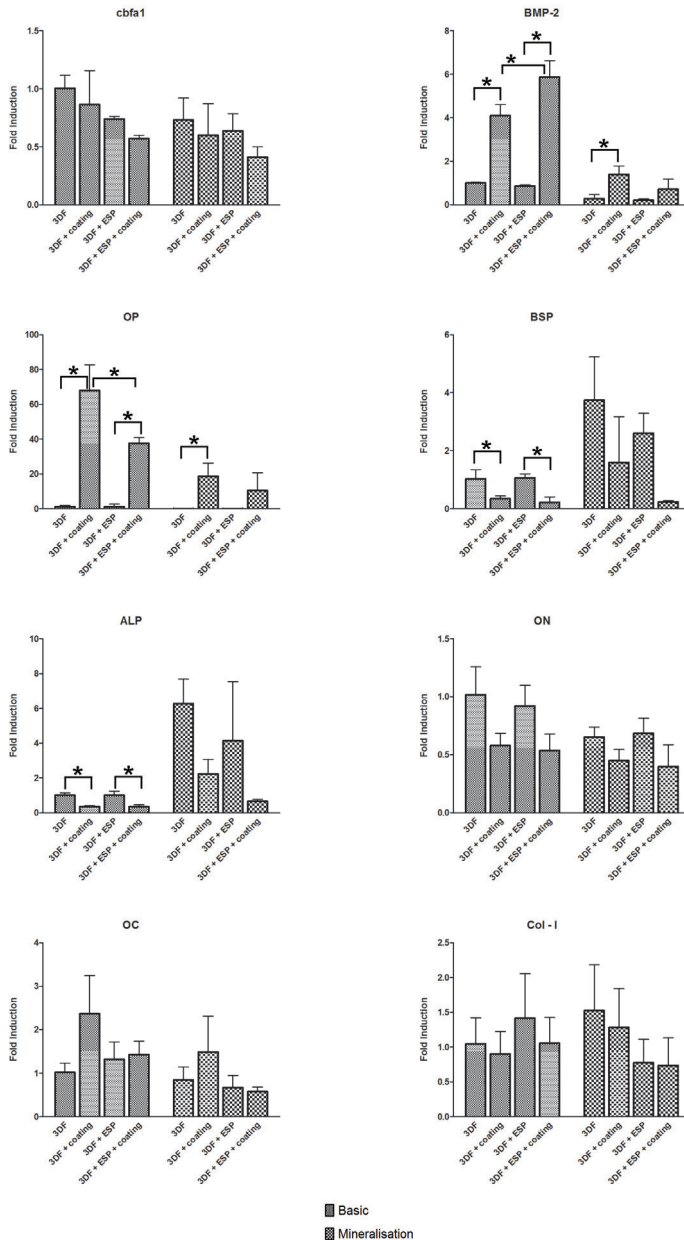 cbfa1
Fold Induction
1.5
1.0
0.5
0.0
3DF
3DF + coating
3DF + ESP
3DF + ESP + coating
3DF
3DF + coating
3DF + ESP
3DF + ESP + coating
BMP-2
Fold Induction
8
6
4
2
0
*
*
*
*
3DF
3DF + coating
3DF + ESP
3DF + ESP + coating
3DF
3DF + coating
3DF + ESP
3DF + ESP + coating
OP
Fold Induction
100
80
60
40
20
0
*
*
*
*
3DF
3DF + coating
3DF + ESP
3DF + ESP + coating
3DF
3DF + coating
3DF + ESP
3DF + ESP + coating
BSP
Fold Induction
6
4
2
0
*
*
3DF
3DF + coating
3DF + ESP
3DF + ESP + coating
3DF
3DF + coating
3DF + ESP
3DF + ESP + coating
ALP
Fold Induction
10
8
6
4
2
0
*
*
3DF
3DF + coating
3DF + ESP
3DF + ESP + coating
3DF
3DF + coating
3DF + ESP
3DF + ESP + coating
ON
Fold Induction
1.5
1.0
0.5
0.0
3DF
3DF + coating
3DF + ESP
3DF + ESP + coating
3DF
3DF + coating
3DF + ESP
3DF + ESP + coating
OC
Fold Induction
4
3
2
1
0
3DF
3DF + coating
3DF + ESP
3DF + ESP + coating
3DF
3DF + coating
3DF + ESP
3DF + ESP + coating
Col - I
Fold Induction
2.5
2.0
1.5
1.0
0.5
0.0
3DF
3DF + coating
3DF + ESP
3DF + ESP + coating
3DF
3DF + coating
3DF + ESP
3DF + ESP + coating
Basic
Mineralisation